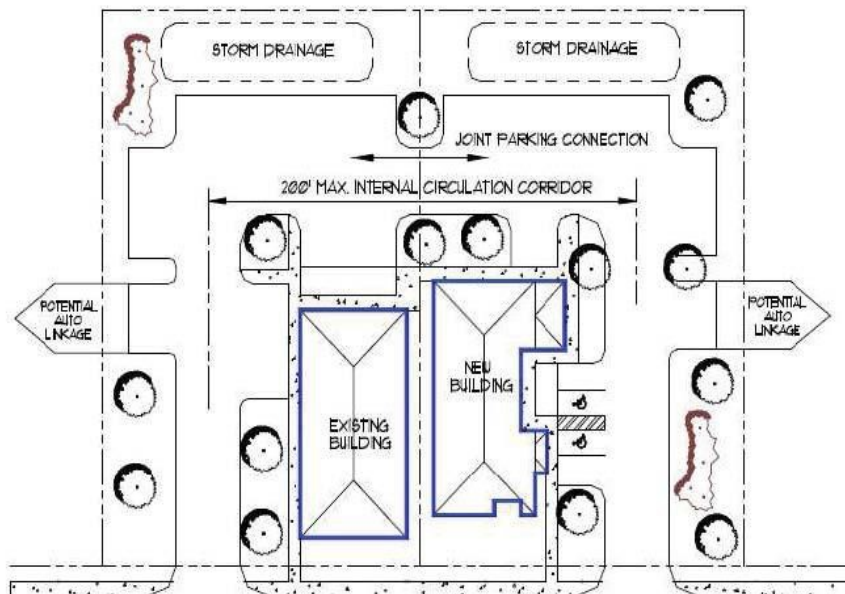 STORM DRAINAGE
STORM DRAINAGE
JOINT PARKING CONNECTION
200' MAX. INTERNAL CIRCULATION CORRIDOR
POTENTIAL
AUTO
LINKAGE
POTENTIAL
AUTO
LINKAGE
NEW
BUILDING
EXISTING
BUILDING